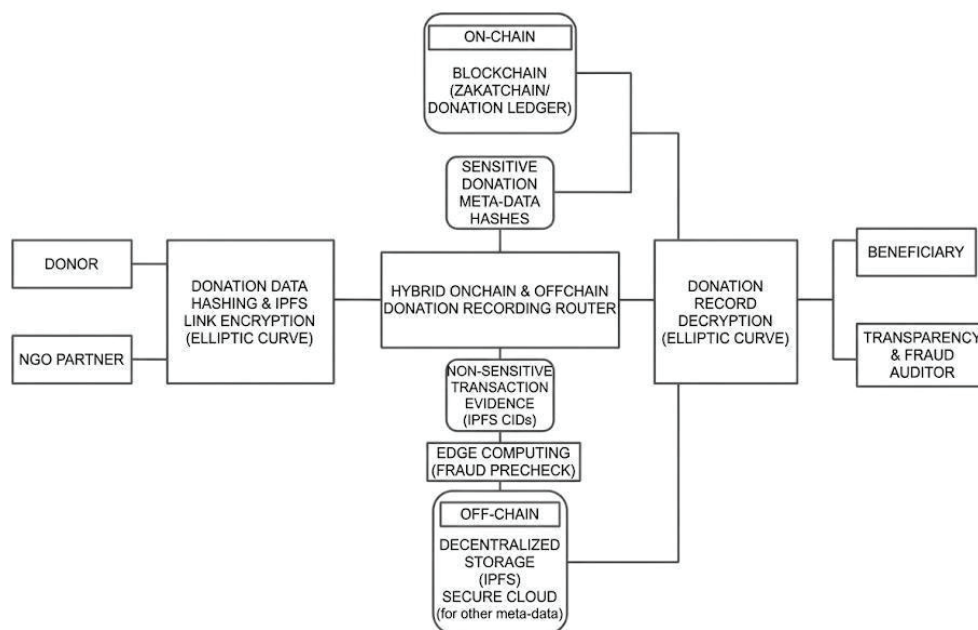 ON-CHAIN
BLOCKCHAIN
(ZAKATCHAIN/
DONATION LEDGER)
SENSITIVE
DONATION
META-DATA
HASHES
DONOR
NGO PARTNER
DONATION DATA
HASHING & IPFS
LINK ENCRYPTION
(ELLIPTIC CURVE)
HYBRID ONCHAIN & OFFCHAIN
DONATION RECORDING ROUTER
DONATION
RECORD
DECRYPTION
(ELLIPTIC CURVE)
BENEFICIARY
TRANSPARENCY
& FRAUD
AUDITOR
NON-SENSITIVE
TRANSACTION
EVIDENCE
(IPFS CIDs)
EDGE COMPUTING
(FRAUD PRECHECK)
OFF-CHAIN
DECENTRALIZED
STORAGE
(IPFS)
SECURE CLOUD
(for other meta-data)